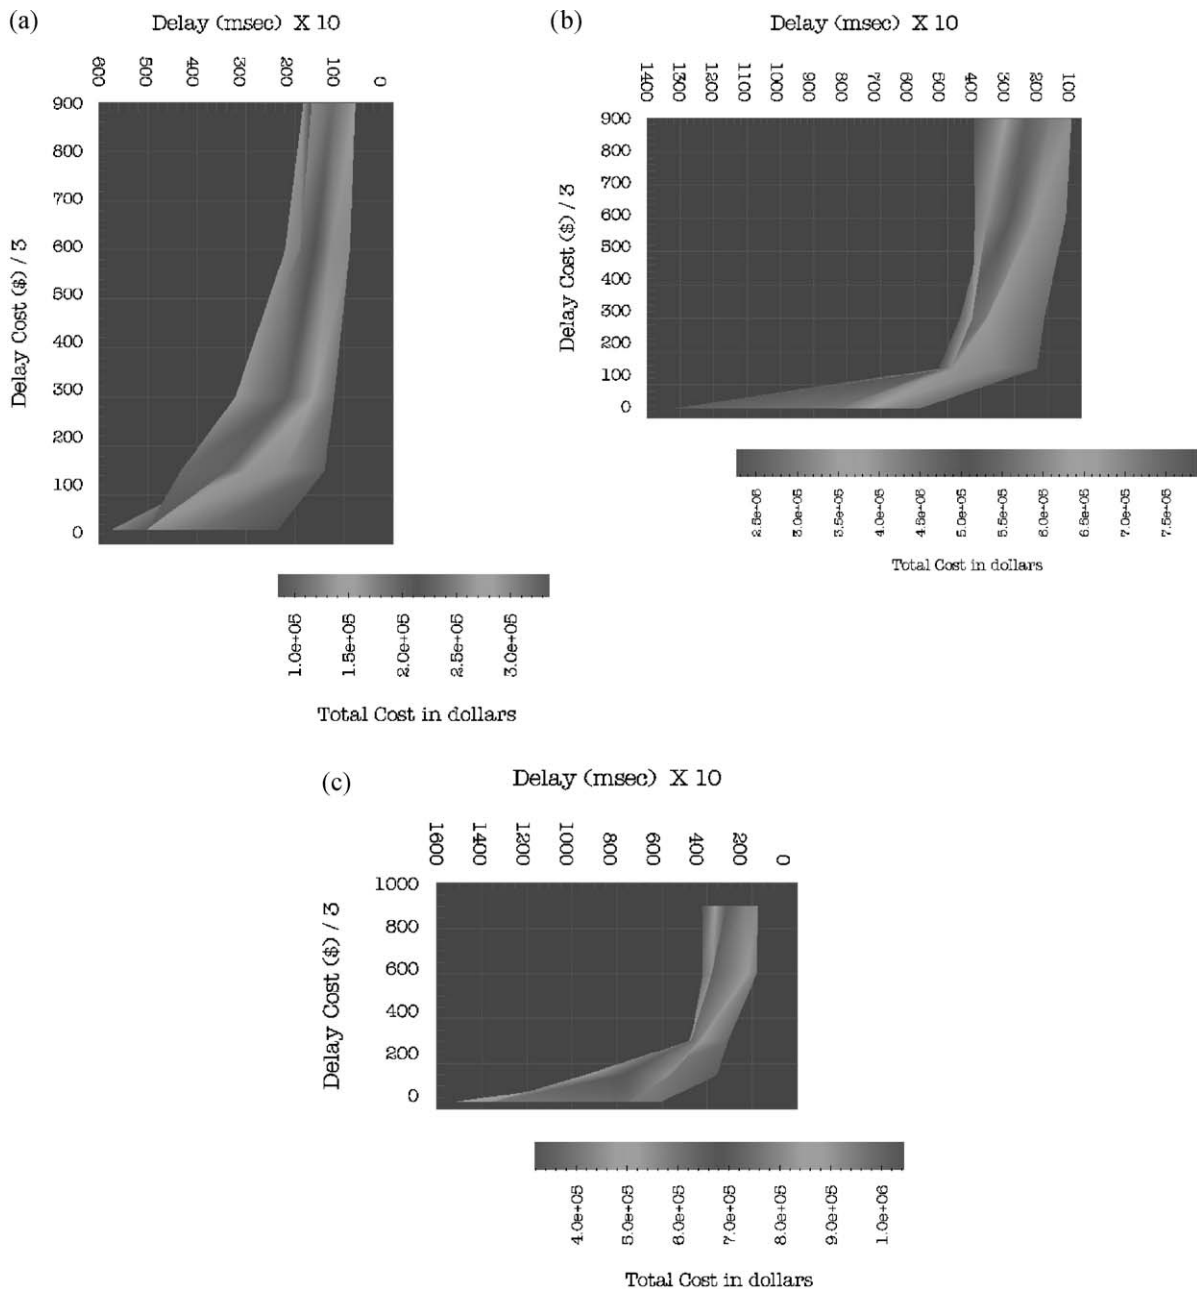 (a)
Delay (msec) X 10
600 500 400 300 200 100 0
900
800
700
600
500
400
300
200
100
0
Delay Cost ($) / 3
1.0e+05 1.5e+05 2.0e+05 2.5e+05 3.0e+05
Total Cost in dollars
(b)
Delay (msec) X 10
1400 1300 1200 1100 1000 900 800 700 600 500 400 300 200 100
900
800
700
600
500
400
300
200
100
0
Delay Cost ($) / 3
2.5e+05 3.0e+05 3.5e+05 4.0e+05 4.5e+05 5.0e+05 5.5e+05 6.0e+05 6.5e+05 7.0e+05 7.5e+05
Total Cost in dollars
(c)
Delay (msec) X 10
1600 1400 1200 1000 800 600 400 200 0
1000
800
600
400
200
0
Delay Cost ($) / 3
4.0e+05 5.0e+05 6.0e+05 7.0e+05 8.0e+05 9.0e+05 1.0e+06
Total Cost in dollars